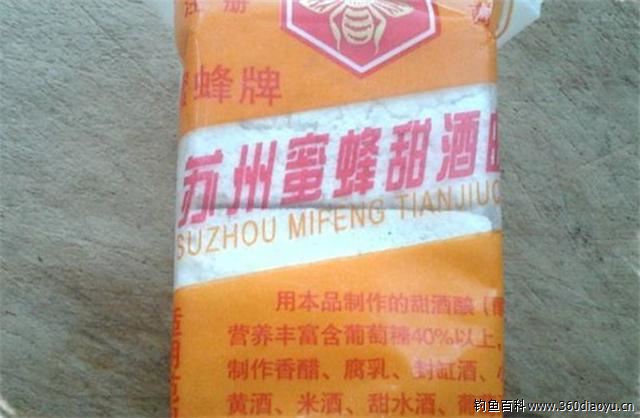 注册
蜂牌
苏州蜜蜂甜酒
SUZHOU MIFENG TIANJIU
用本品制作的甜酒酿（
营养丰富含葡萄糖40%以上，
制作香醋、腐乳、封缸酒、
黄酒、米酒、甜水酒、
钓鱼百科 www.360diaoyu.cn